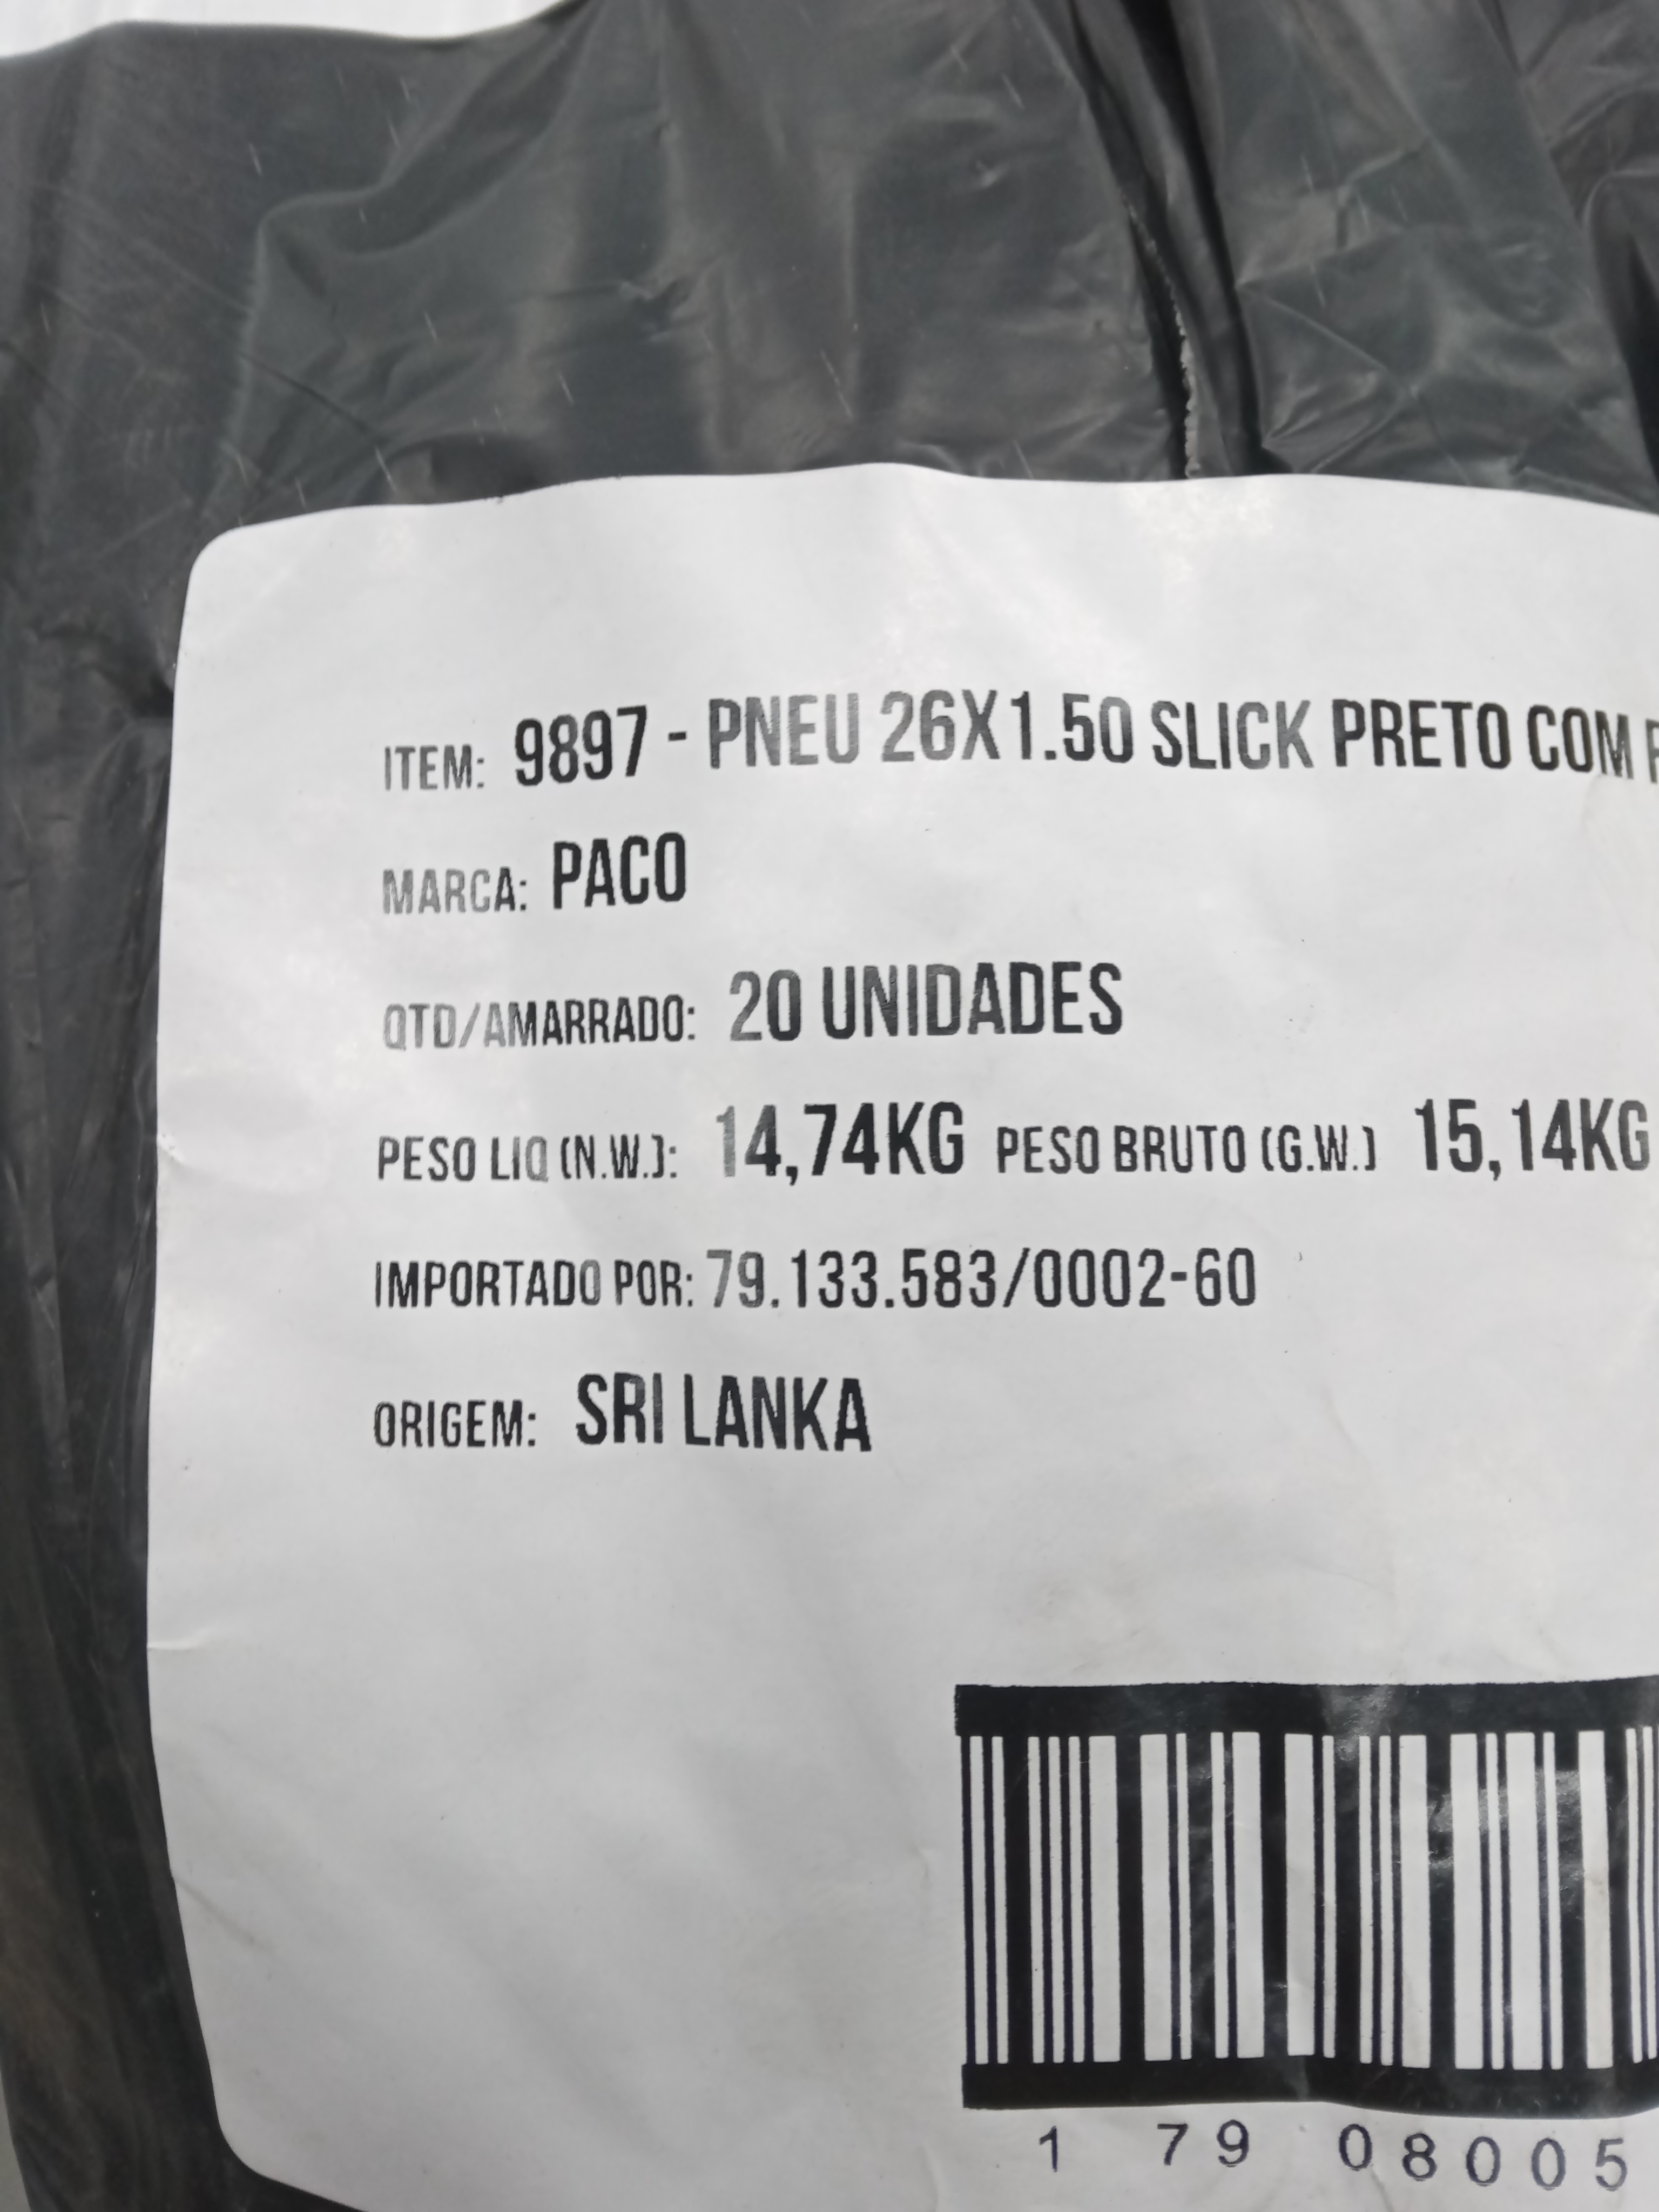 ITEM: 9897 - PNEU 26X1.50 SLICK PRETO COM
MARCA: PACO
QTD/AMARRADO: 20 UNIDADES
PESO LIQ (N.W.): 14,74KG PESO BRUTO (G.W.) 15,14KG
IMPORTADO POR: 79.133.583/0002-60
ORIGEM: SRI LANKA
1 79 08005